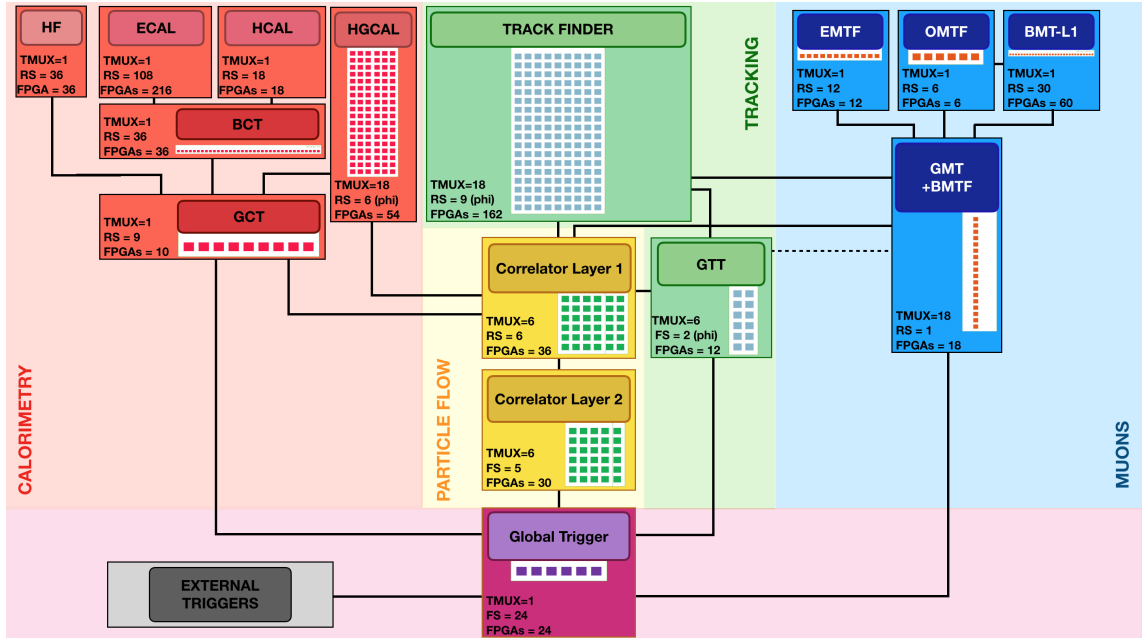 HF
TMUX=1
RS = 36
FPGA = 36
ECAL
TMUX=1
RS = 108
FPGAs = 216
HCAL
TMUX=1
RS = 18
FPGAs = 18
BCT
TMUX=1
RS = 36
FPGAs = 36
GCT
TMUX=1
RS = 9
FPGAs = 10
HGCAL
TMUX=18
RS = 6 (phi)
FPGAs = 54
CALORIMETRY
TRACK FINDER
TMUX=18
RS = 9 (phi)
FPGAs = 162
TRACKING
Correlator Layer 1
TMUX=6
RS = 6
FPGAs = 36
GTT
TMUX=6
FS = 2 (phi)
FPGAs = 12
Correlator Layer 2
TMUX=6
FS = 5
FPGAs = 30
PARTICLE FLOW
EMTF
TMUX=1
RS = 12
FPGAs = 12
OMTF
TMUX=1
RS = 6
FPGAs = 6
BMT-L1
TMUX=1
RS = 30
FPGAs = 60
GMT
+BMTF
TMUX=18
RS = 1
FPGAs = 18
MUONS
Global Trigger
TMUX=1
FS = 24
FPGAs = 24
EXTERNAL
TRIGGERS